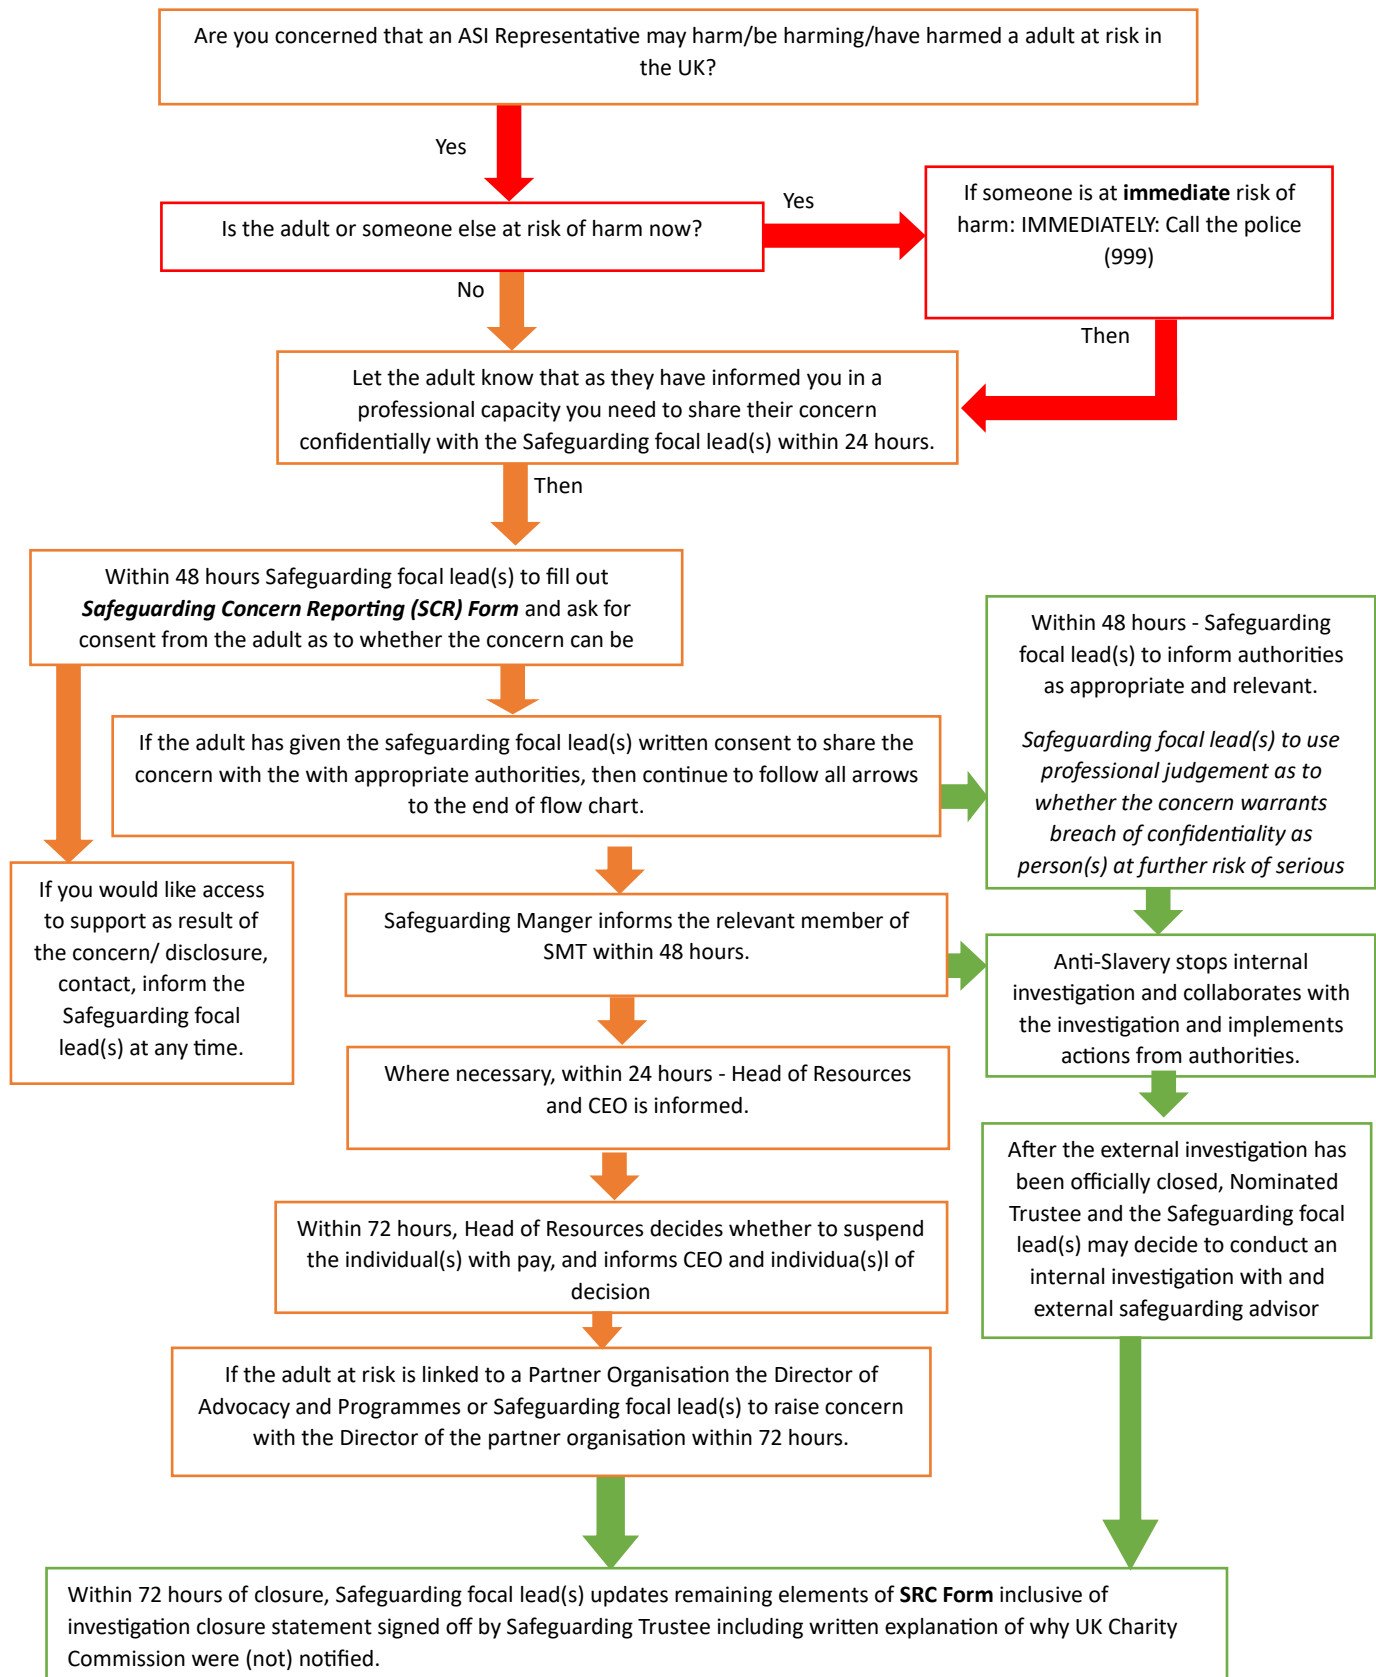 Are you concerned that an ASI Representative may harm/be harming/have harmed a adult at risk in
the UK?
Yes
Is the adult or someone else at risk of harm now?
Yes
If someone is at immediate risk of
harm: IMMEDIATELY: Call the police
(999)
No
Then
Let the adult know that as they have informed you in a
professional capacity you need to share their concern
confidentially with the Safeguarding focal lead(s) within 24 hours.
Then
Within 48 hours Safeguarding focal lead(s) to fill out
Safeguarding Concern Reporting (SCR) Form and ask for
consent from the adult as to whether the concern can be
Within 48 hours - Safeguarding
focal lead(s) to inform authorities
as appropriate and relevant.
Safeguarding focal lead(s) to use
professional judgement as to
whether the concern warrants
breach of confidentiality as
person(s) at further risk of serious
If the adult has given the safeguarding focal lead(s) written consent to share the
concern with the with appropriate authorities, then continue to follow all arrows
to the end of flow chart.
If you would like access
to support as result of
the concern/ disclosure,
contact, inform the
Safeguarding focal
lead(s) at any time.
Safeguarding Manger informs the relevant member of
SMT within 48 hours.
Anti-Slavery stops internal
investigation and collaborates with
the investigation and implements
actions from authorities.
Where necessary, within 24 hours - Head of Resources
and CEO is informed.
After the external investigation has
been officially closed, Nominated
Trustee and the Safeguarding focal
lead(s) may decide to conduct an
internal investigation with and
external safeguarding advisor
Within 72 hours, Head of Resources decides whether to suspend
the individual(s) with pay, and informs CEO and individua(s)l of
decision
If the adult at risk is linked to a Partner Organisation the Director of
Advocacy and Programmes or Safeguarding focal lead(s) to raise concern
with the Director of the partner organisation within 72 hours.
Within 72 hours of closure, Safeguarding focal lead(s) updates remaining elements of SRC Form inclusive of
investigation closure statement signed off by Safeguarding Trustee including written explanation of why UK Charity
Commission were (not) notified.